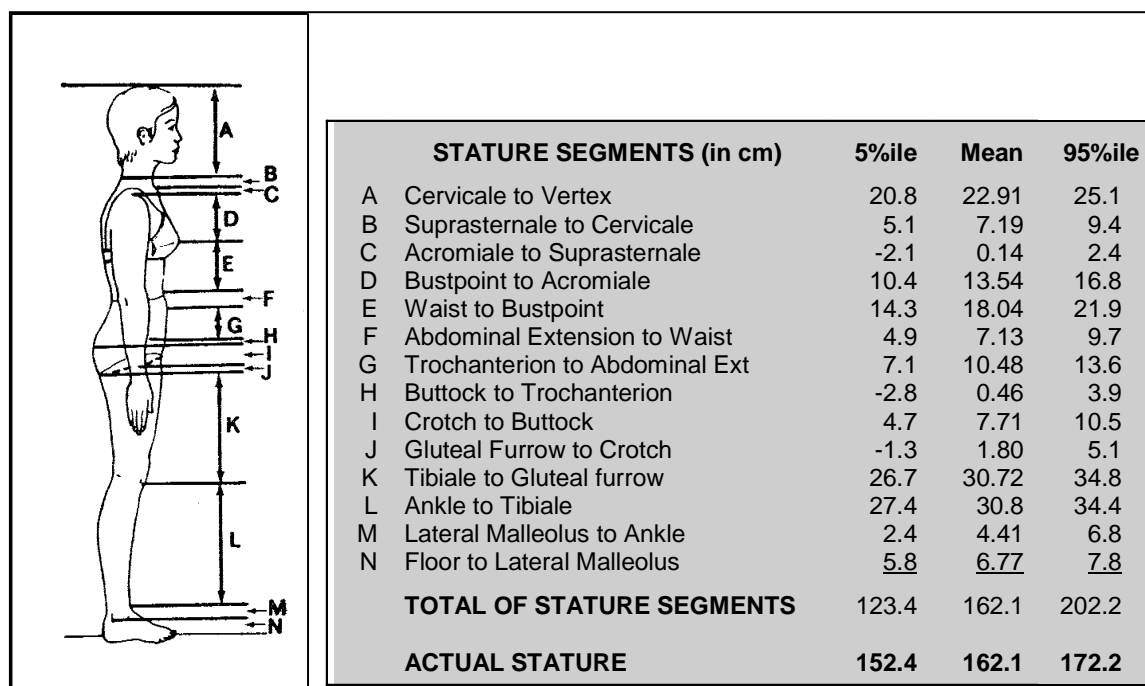 A
B
C
D
E
F
G
H
I
J
K
L
M
N
STATURE SEGMENTS (in cm) 5%ile Mean 95%ile
A Cervicale to Vertex 20.8 22.91 25.1
B Suprasternale to Cervicale 5.1 7.19 9.4
C Acromiale to Suprasternale -2.1 0.14 2.4
D Bustpoint to Acromiale 10.4 13.54 16.8
E Waist to Bustpoint 14.3 18.04 21.9
F Abdominal Extension to Waist 4.9 7.13 9.7
G Trochanterion to Abdominal Ext 7.1 10.48 13.6
H Buttock to Trochanterion -2.8 0.46 3.9
I Crotch to Buttock 4.7 7.71 10.5
J Gluteal Furrow to Crotch -1.3 1.80 5.1
K Tibiale to Gluteal furrow 26.7 30.72 34.8
L Ankle to Tibiale 27.4 30.8 34.4
M Lateral Malleolus to Ankle 2.4 4.41 6.8
N Floor to Lateral Malleolus 5.8 6.77 7.8
TOTAL OF STATURE SEGMENTS 123.4 162.1 202.2
ACTUAL STATURE 152.4 162.1 172.2